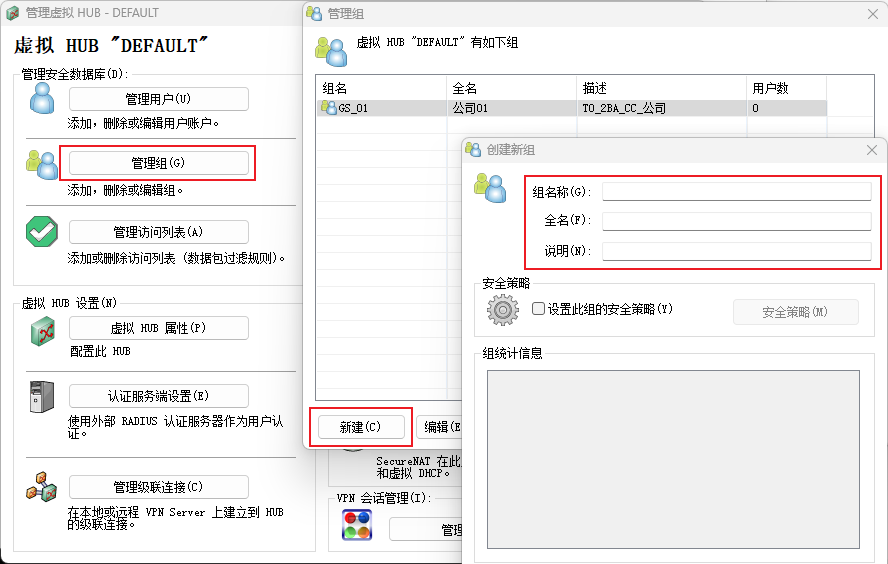 管理虚拟 HUB - DEFAULT
虚拟 HUB "DEFAULT"
管理安全数据库(D):
管理用户(U)
添加, 删除或编辑用户账户。
管理组(G)
添加, 删除或编辑组。
管理访问列表(A)
添加或删除访问列表 (数据包过滤规则)。
虚拟 HUB 设置(N)
虚拟 HUB 属性(P)
配置此 HUB
认证服务端设置(E)
使用外部 RADIUS 认证服务器作为用户认
证。
管理级联连接(C)
在本地或远程 VPN Server 上建立到 HUB
的级联连接。
管理组
虚拟 HUB "DEFAULT" 有如下组
组名 全名 描述 用户数
GS_01 公司01 TO_2BA_CC_公司 0
新建(C)
编辑(E
SecureNAT 在此
和虚拟 DHCP。
VPN 会话管理(I):
管理
创建新组
组名称(G):
全名(F):
说明(N):
安全策略
设置此组的安全策略(Y)
安全策略(M)
组统计信息